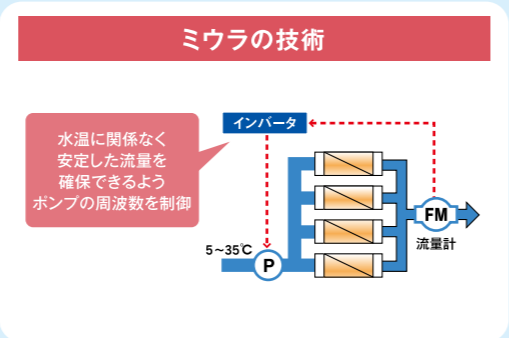 ミウラの技術
インバータ
水温に関係なく
安定した流量を
確保できるよう
ポンプの周波数を制御
FM
流量計
5~35℃
P